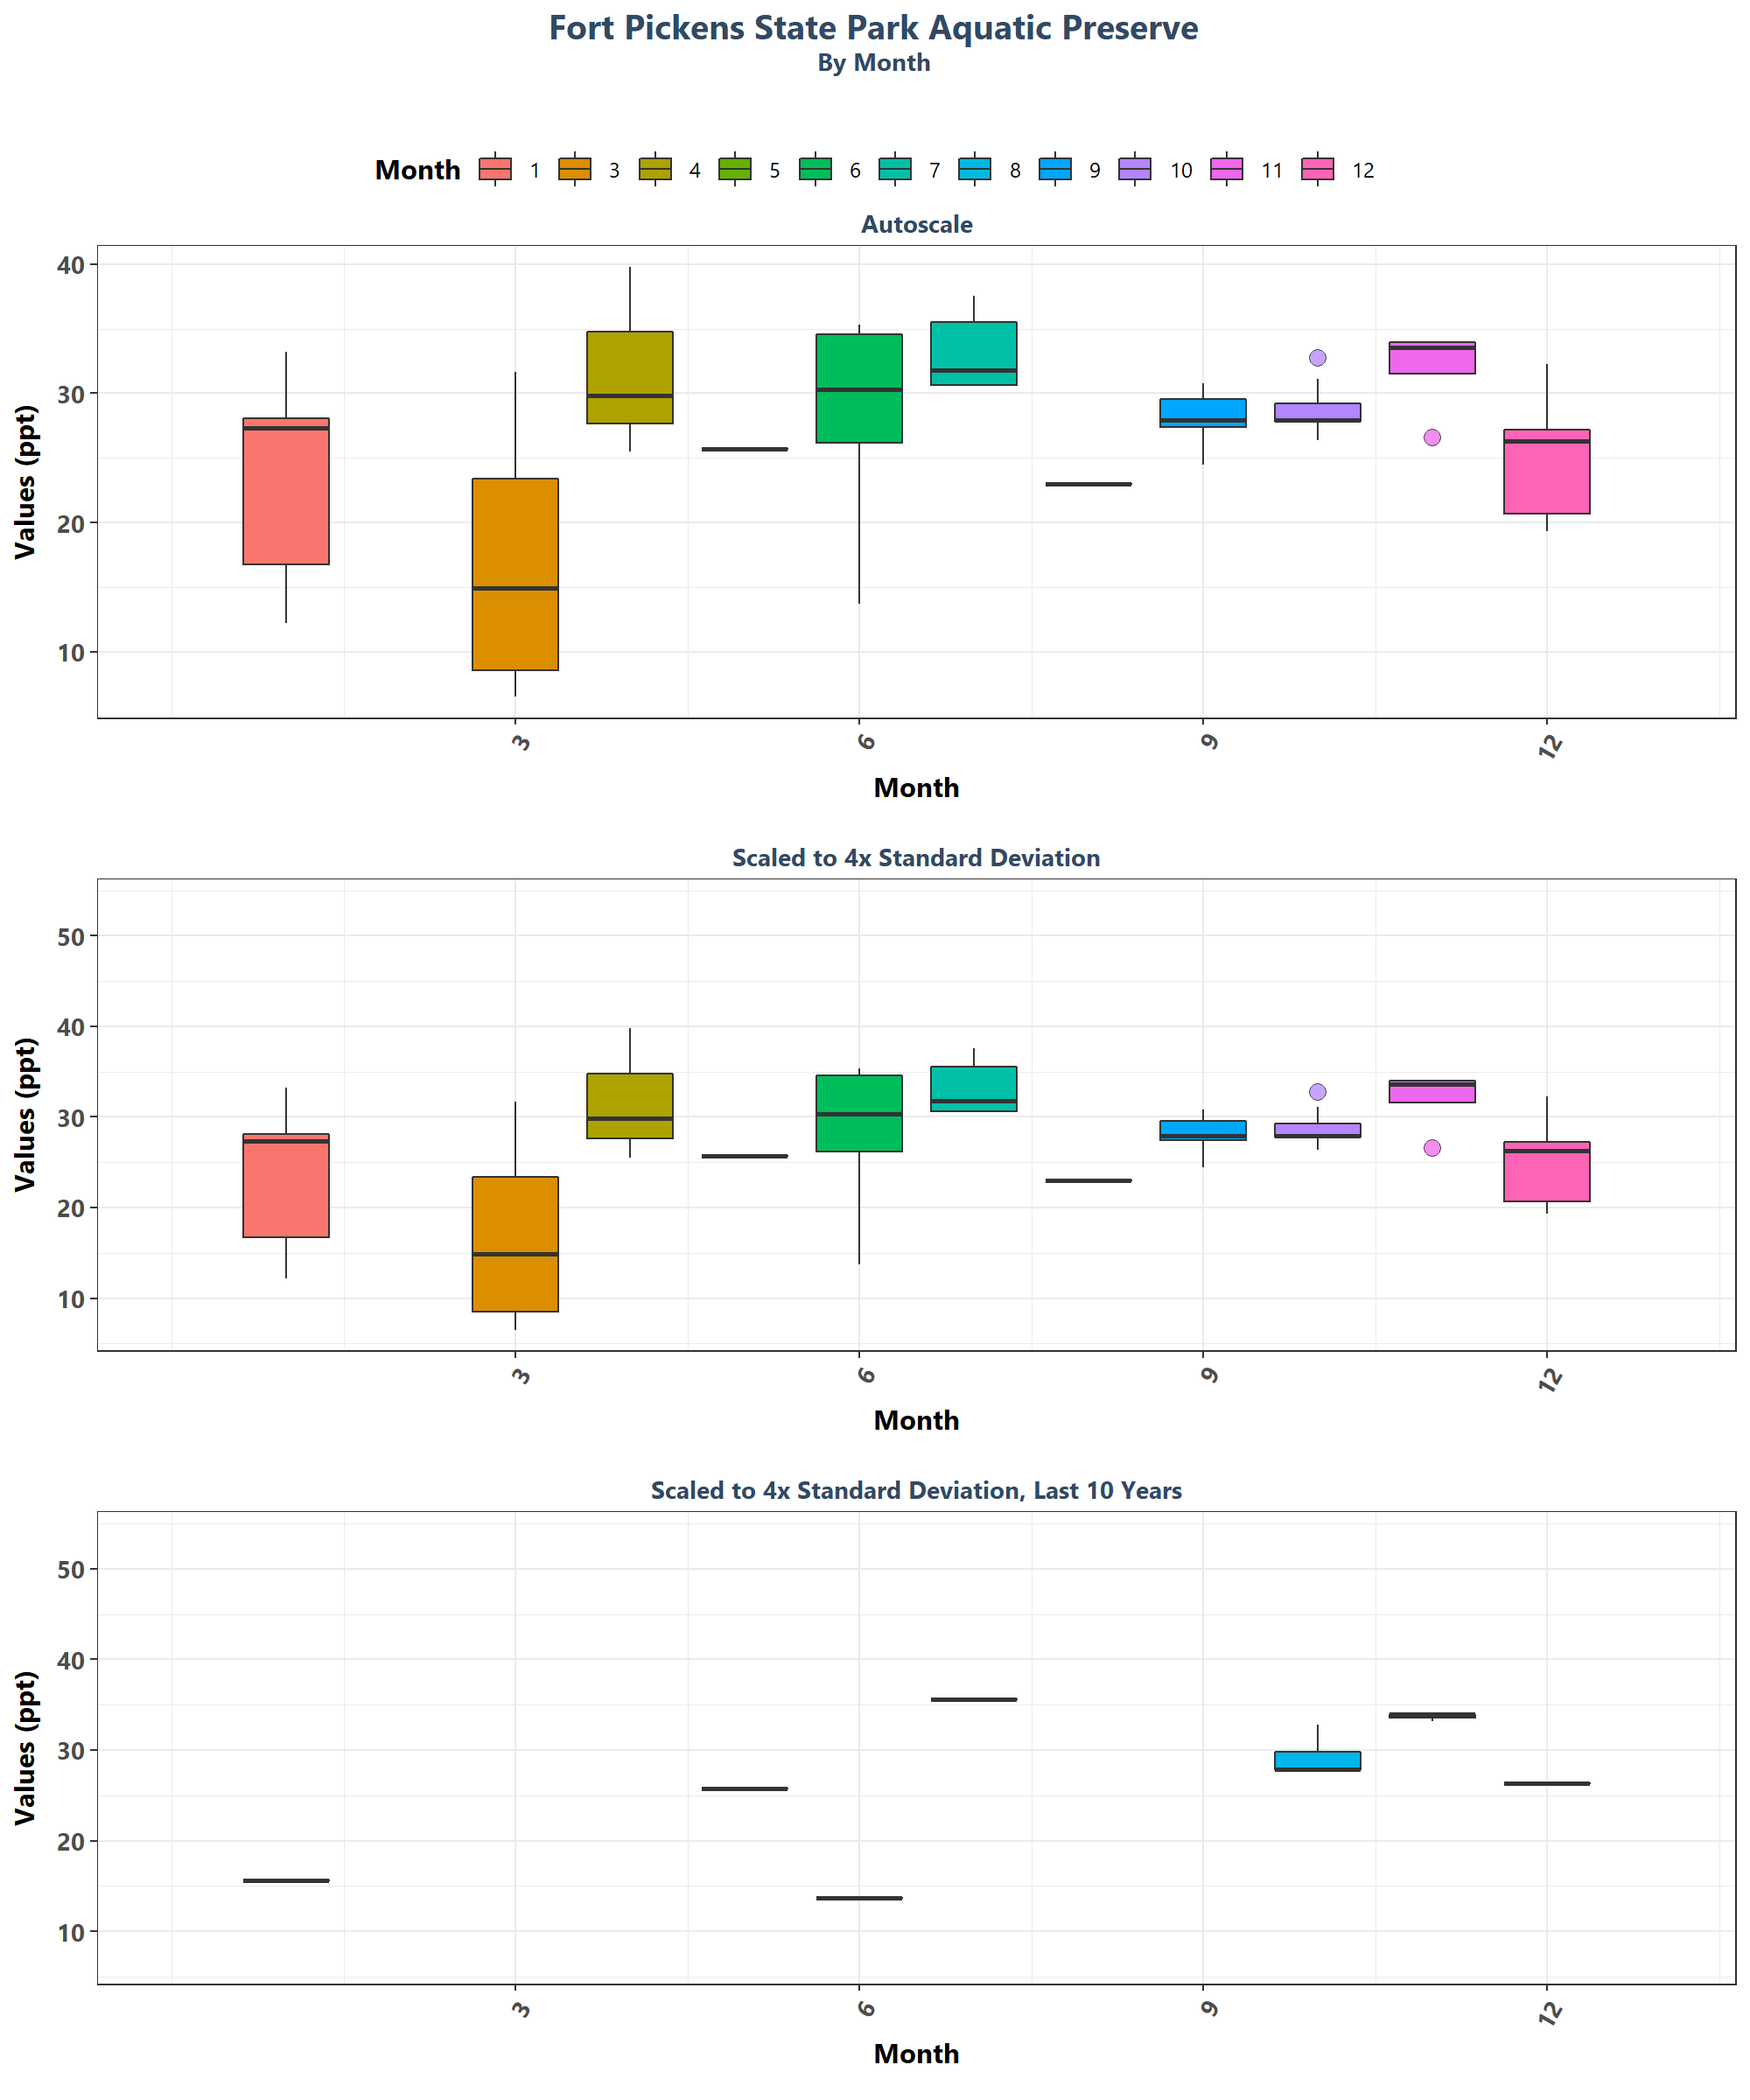 Fort Pickens State Park Aquatic Preserve
By Month
Month 1 3 4 5 6 7 8 9 10 11 12
Autoscale
Values (ppt)
40
30
20
10
3 6 9 12
Month
Scaled to 4x Standard Deviation
Values (ppt)
50
40
30
20
10
3 6 9 12
Month
Scaled to 4x Standard Deviation, Last 10 Years
Values (ppt)
50
40
30
20
10
3 6 9 12
Month